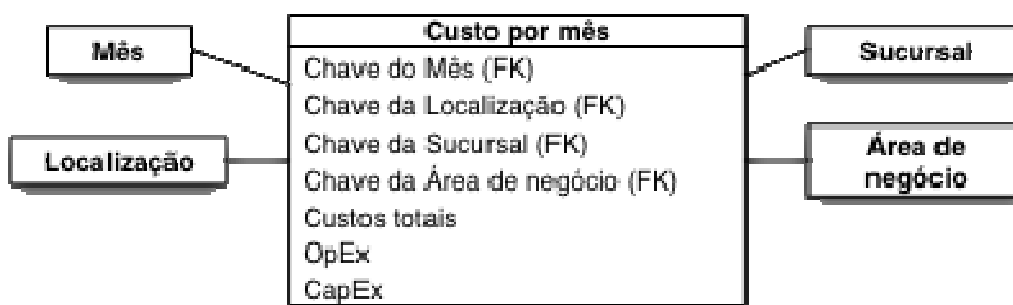 Mês
Localização
Custo por mês
Chave do Mês (FK)
Chave da Localização (FK)
Chave da Sucursal (FK)
Chave da Área de negócio (FK)
Custos totais
OpEx
CapEx
Sucursal
Área de
negócio